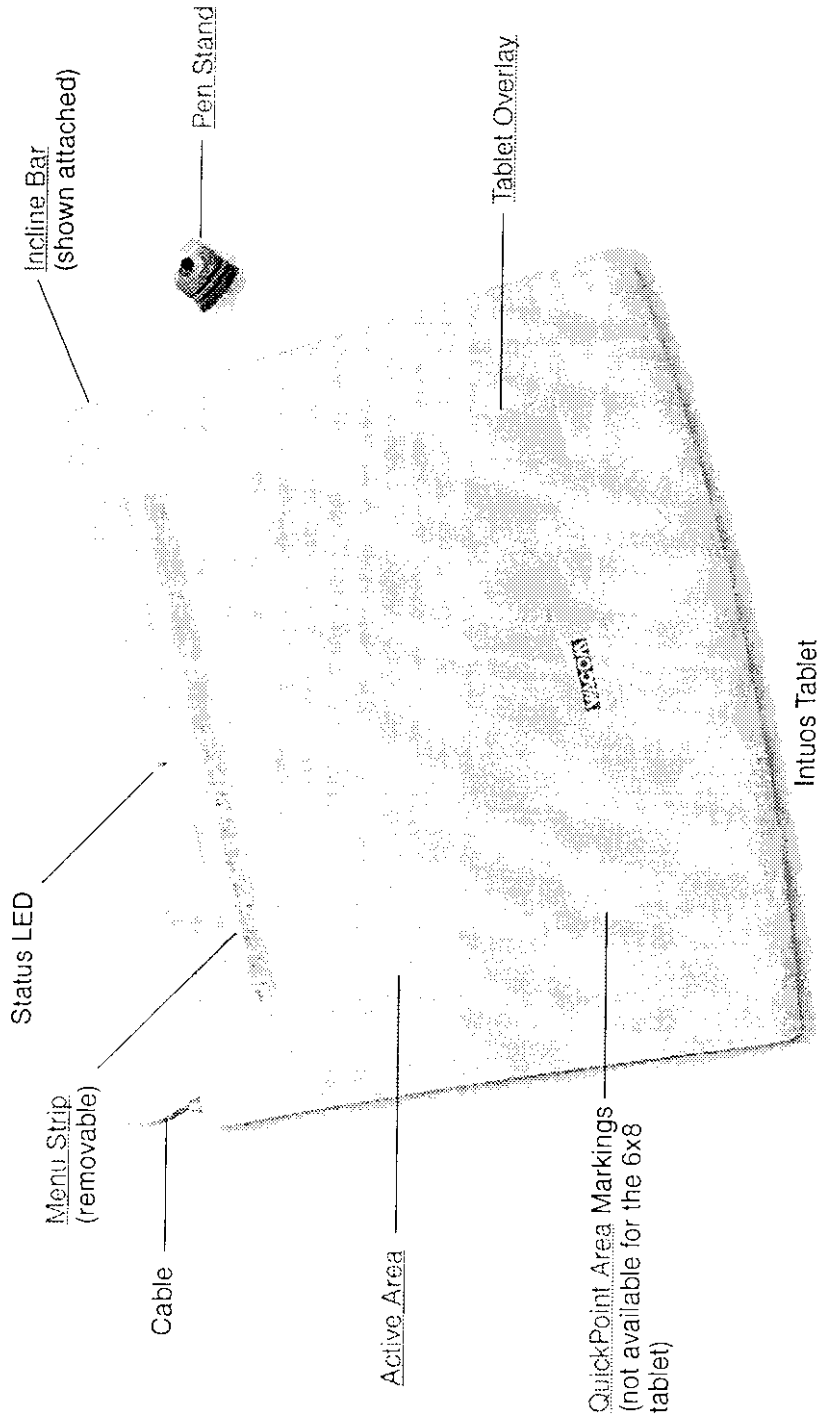 Status LED
Menu Strip
(removable)
Cable
Active Area
QuickPoint Area Markings
(not available for the 6x8
tablet)
Incline Bar
(shown attached)
Pen Stand
Tablet Overlay
WACOM
Intuos Tablet